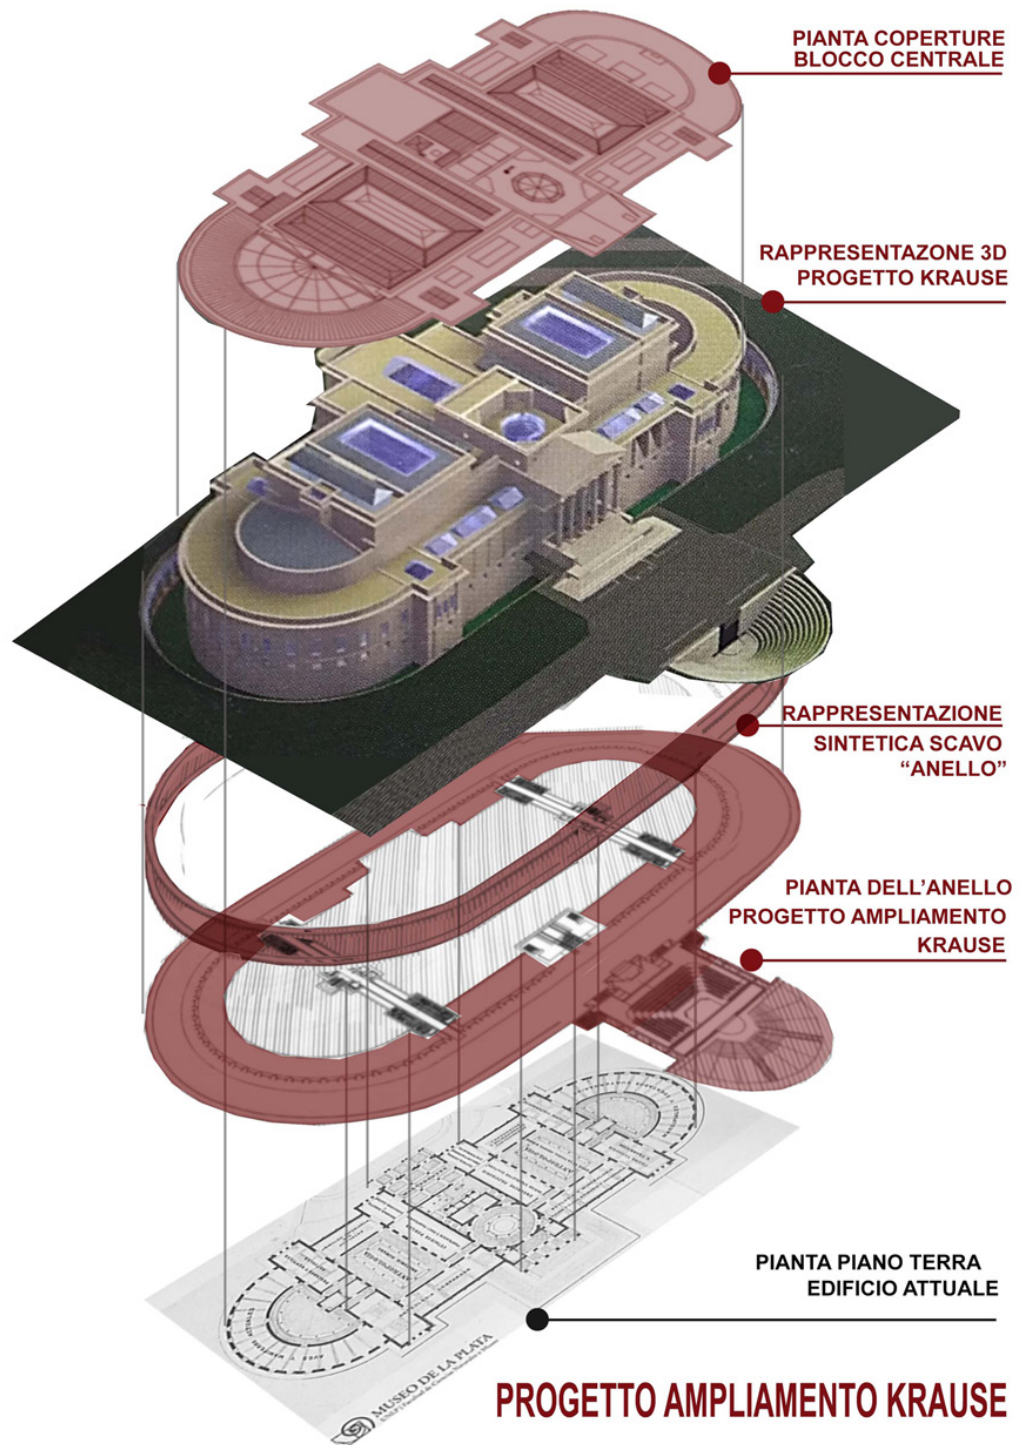 PIANTA COPERTURE
BLOCCO CENTRALE
RAPPRESENTAZONE 3D
PROGETTO KRAUSE
RAPPRESENTAZIONE
SINTETICA SCAVO
“ANELLO”
PIANTA DELL’ANELLO
PROGETTO AMPLIAMENTO
KRAUSE
PIANTA PIANO TERRA
EDIFICIO ATTUALE
MUSEO DE LA PLATA
PROGETTO AMPLIAMENTO KRAUSE